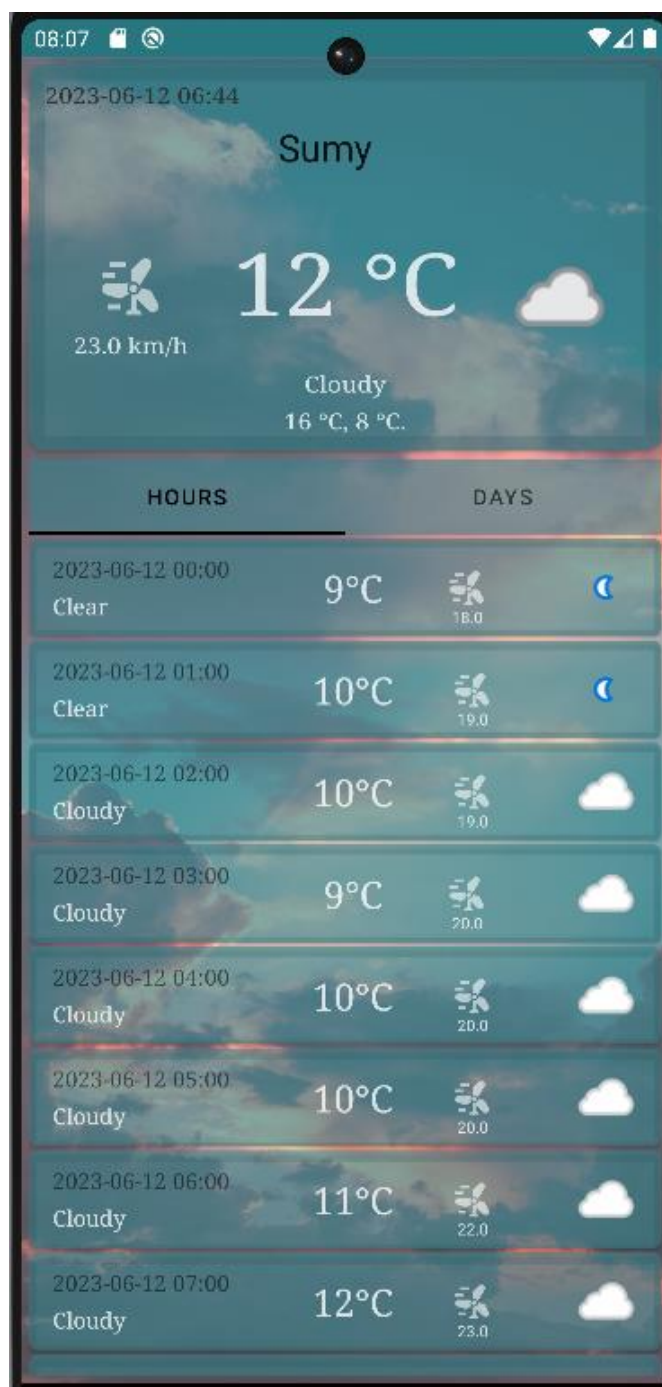 08:07
2023-06-12 06:44
Sumy
12 °C
23.0 km/h
Cloudy
16 °C, 8 °C.
HOURS DAYS
2023-06-12 00:00
Clear
9°C
18.0
2023-06-12 01:00
Clear
10°C
19.0
2023-06-12 02:00
Cloudy
10°C
19.0
2023-06-12 03:00
Cloudy
9°C
20.0
2023-06-12 04:00
Cloudy
10°C
20.0
2023-06-12 05:00
Cloudy
10°C
20.0
2023-06-12 06:00
Cloudy
11°C
22.0
2023-06-12 07:00
Cloudy
12°C
23.0